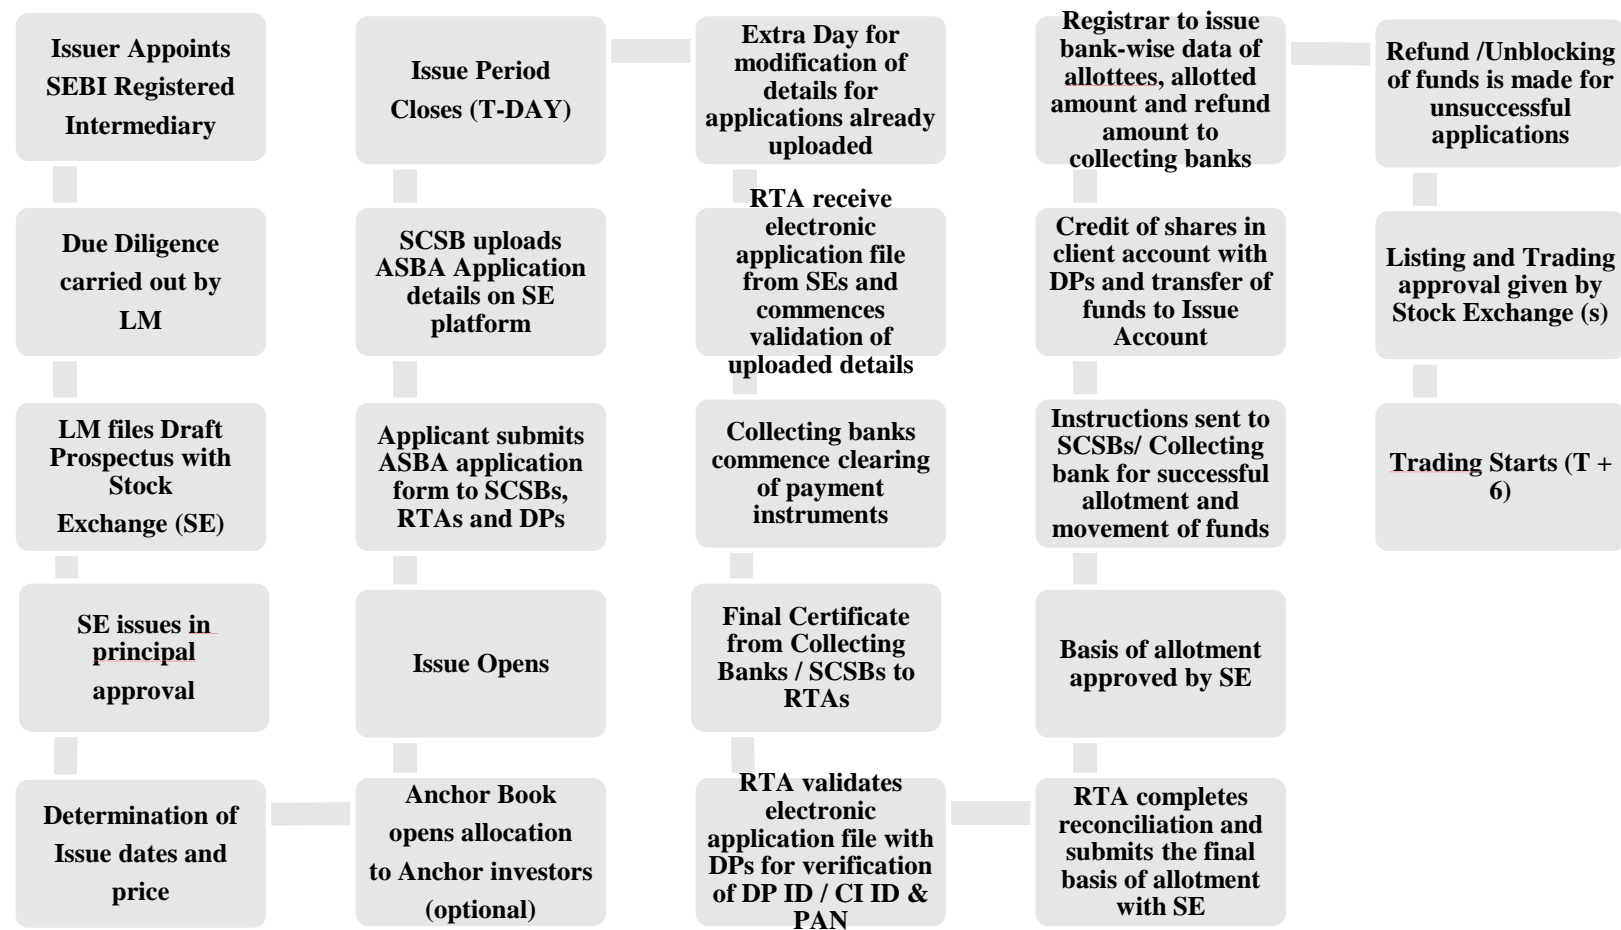 Issuer Appoints
SEBI Registered
Intermediary
Due Diligence
carried out by
LM
LM files Draft
Prospectus with
Stock
Exchange (SE)
SE issues in
principal
approval
Determination of
Issue dates and
price
Anchor Book
opens allocation
to Anchor investors
(optional)
Issue Opens
Applicant submits
ASBA application
form to SCSBs,
RTAs and DPs
SCSB uploads
ASBA Application
details on SE
platform
Issue Period
Closes (T-DAY)
Extra Day for
modification of
details for
applications already
uploaded
RTA receive
electronic
application file
from SEs and
commences
validation of
uploaded details
Collecting banks
commence clearing
of payment
instruments
Final Certificate
from Collecting
Banks / SCSBs to
RTAs
RTA validates
electronic
application file with
DPs for verification
of DP ID / CI ID &
PAN
RTA completes
reconciliation and
submits the final
basis of allotment
with SE
Basis of allotment
approved by SE
Instructions sent to
SCSBs/ Collecting
bank for successful
allotment and
movement of funds
Credit of shares in
client account with
DPs and transfer of
funds to Issue
Account
Registrar to issue
bank-wise data of
allottees, allotted
amount and refund
amount to
collecting banks
Refund /Unblocking
of funds is made for
unsuccessful
applications
Listing and Trading
approval given by
Stock Exchange (s)
Trading Starts (T +
6)